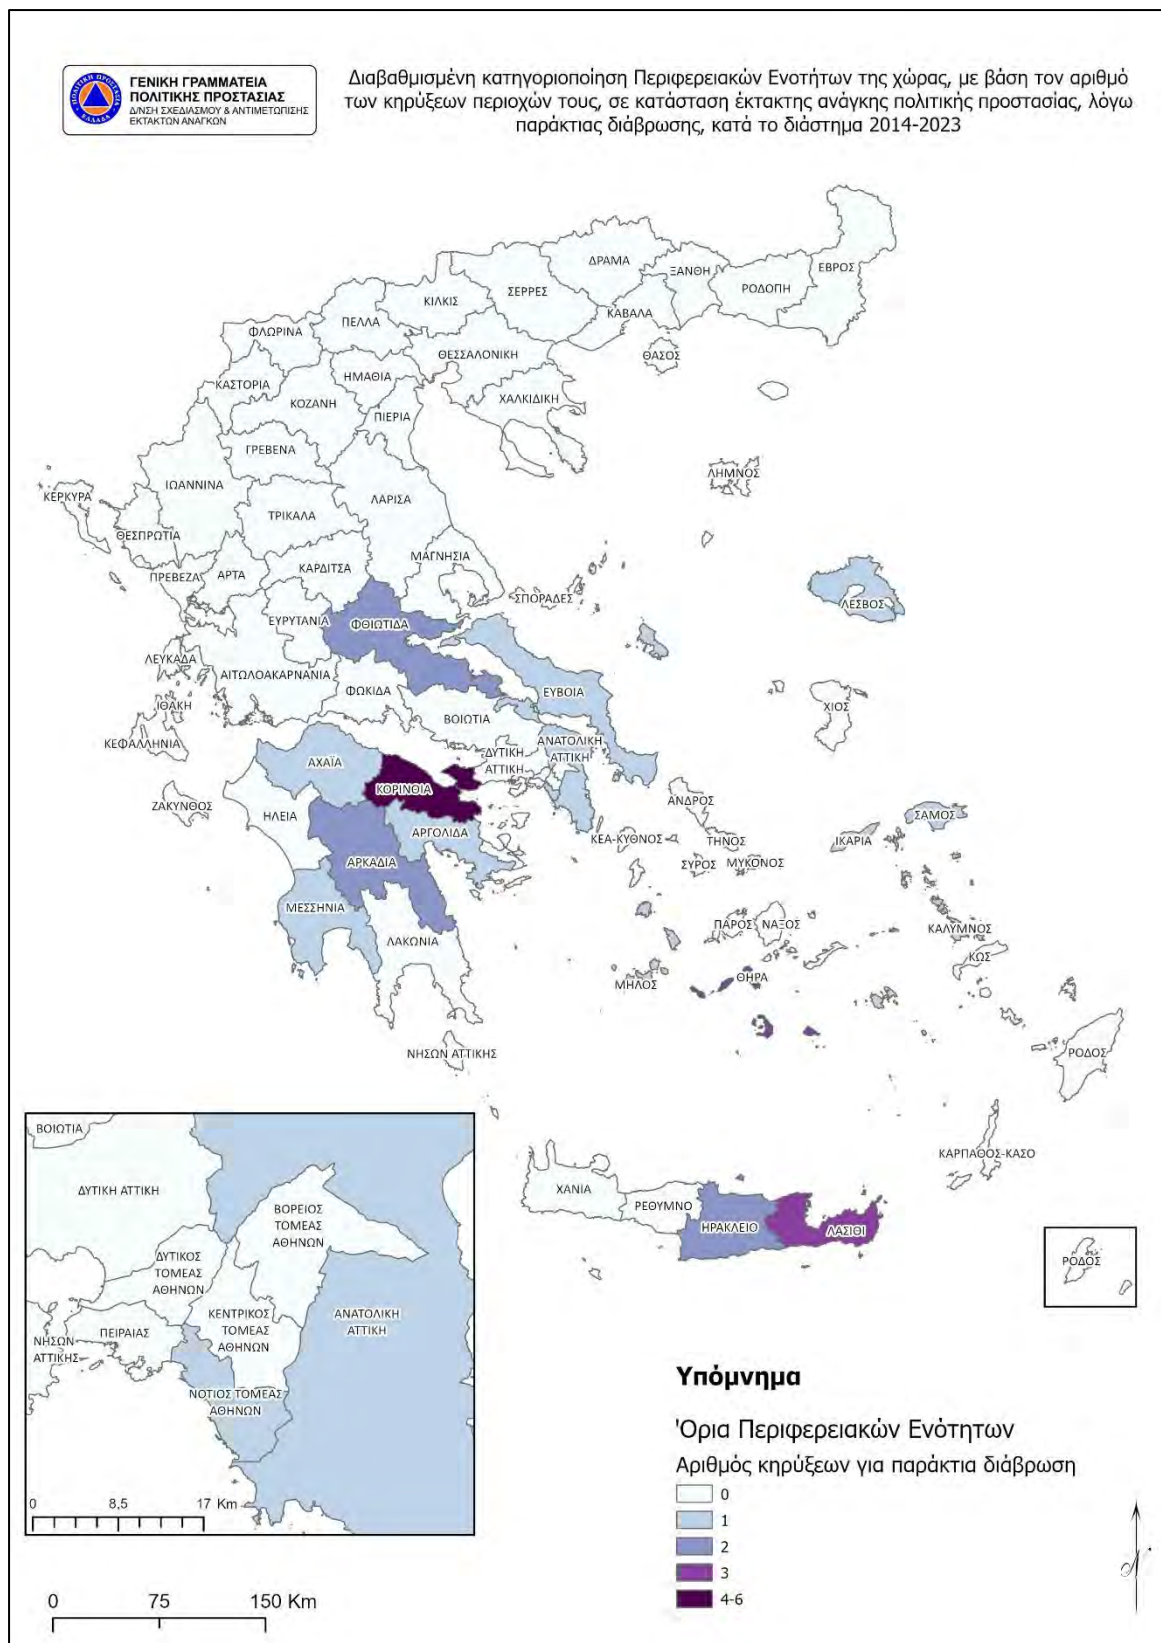 ΓΕΝΙΚΗ ΓΡΑΜΜΑΤΕΙΑ
ΠΟΛΙΤΙΚΗΣ ΠΡΟΣΤΑΣΙΑΣ
Δ/ΝΣΗ ΣΧΕΔΙΑΣΜΟΥ & ΑΝΤΙΜΕΤΩΠΙΣΗΣ
ΕΚΤΑΚΤΩΝ ΑΝΑΓΚΩΝ
ΠΟΛΙΤΙΚΗ ΠΡΟΣΤΑΣΙΑ
ΕΛΛΑΔΑ
Διαβαθμισμένη κατηγοριοποίηση Περιφερειακών Ενοτήτων της χώρας, με βάση τον αριθμό
των κηρύξεων περιοχών τους, σε κατάσταση έκτακτης ανάγκης πολιτικής προστασίας, λόγω
παράκτιας διάβρωσης, κατά το διάστημα 2014-2023
ΔΡΑΜΑ
ΞΑΝΘΗ
ΕΒΡΟΣ
ΡΟΔΟΠΗ
ΣΕΡΡΕΣ
ΚΙΛΚΙΣ
ΚΑΒΑΛΑ
ΠΕΛΛΑ
ΦΛΩΡΙΝΑ
ΘΕΣΣΑΛΟΝΙΚΗ
ΘΑΣΟΣ
ΗΜΑΘΙΑ
ΚΑΣΤΟΡΙΑ
ΚΟΖΑΝΗ
ΧΑΛΚΙΔΙΚΗ
ΠΙΕΡΙΑ
ΓΡΕΒΕΝΑ
ΛΗΜΝΟΣ
ΙΩΑΝΝΙΝΑ
ΚΕΡΚΥΡΑ
ΛΑΡΙΣΑ
ΤΡΙΚΑΛΑ
ΘΕΣΠΡΩΤΙΑ
ΜΑΓΝΗΣΙΑ
ΠΡΕΒΕΖΑ
ΑΡΤΑ
ΚΑΡΔΙΤΣΑ
ΣΠΟΡΑΔΕΣ
ΛΕΣΒΟΣ
ΕΥΡΥΤΑΝΙΑ
ΦΘΙΩΤΙΔΑ
ΛΕΥΚΑΔΑ
ΑΙΤΩΛΟΑΚΑΡΝΑΝΙΑ
ΦΩΚΙΔΑ
ΕΥΒΟΙΑ
ΙΘΑΚΗ
ΒΟΙΩΤΙΑ
ΧΙΟΣ
ΚΕΦΑΛΛΗΝΙΑ
ΑΝΑΤΟΛΙΚΗ
ΑΤΤΙΚΗ
ΔΥΤΙΚΗ
ΑΤΤΙΚΗ
ΑΧΑΪΑ
ΚΟΡΙΝΘΙΑ
ΖΑΚΥΝΘΟΣ
ΗΛΕΙΑ
ΑΝΔΡΟΣ
ΣΑΜΟΣ
ΑΡΓΟΛΙΔΑ
ΚΕΑ-ΚΥΘΝΟΣ
ΤΗΝΟΣ
ΙΚΑΡΙΑ
ΑΡΚΑΔΙΑ
ΣΥΡΟΣ
ΜΥΚΟΝΟΣ
ΜΕΣΣΗΝΙΑ
ΠΑΡΟΣ
ΝΑΞΟΣ
ΚΑΛΥΜΝΟΣ
ΛΑΚΩΝΙΑ
ΚΩΣ
ΜΗΛΟΣ
ΘΗΡΑ
ΝΗΣΩΝ ΑΤΤΙΚΗΣ
ΡΟΔΟΣ
ΚΑΡΠΑΘΟΣ-ΚΑΣΟ
ΧΑΝΙΑ
ΡΕΘΥΜΝΟ
ΗΡΑΚΛΕΙΟ
ΛΑΣΙΘΙ
ΡΟΔΟΣ
ΒΟΙΩΤΙΑ
ΔΥΤΙΚΗ ΑΤΤΙΚΗ
ΒΟΡΕΙΟΣ
ΤΟΜΕΑΣ
ΑΘΗΝΩΝ
ΔΥΤΙΚΟΣ
ΤΟΜΕΑΣ
ΑΘΗΝΩΝ
ΚΕΝΤΡΙΚΟΣ
ΤΟΜΕΑΣ
ΑΘΗΝΩΝ
ΑΝΑΤΟΛΙΚΗ
ΑΤΤΙΚΗ
ΠΕΙΡΑΙΑΣ
ΝΗΣΩΝ
ΑΤΤΙΚΗΣ
ΝΟΤΙΟΣ ΤΟΜΕΑΣ
ΑΘΗΝΩΝ
0 8,5 17 Km
0 75 150 Km
Υπόμνημα
Όρια Περιφερειακών Ενότητων
Αριθμός κηρύξεων για παράκτια διάβρωση
0
1
2
3
4-6
N